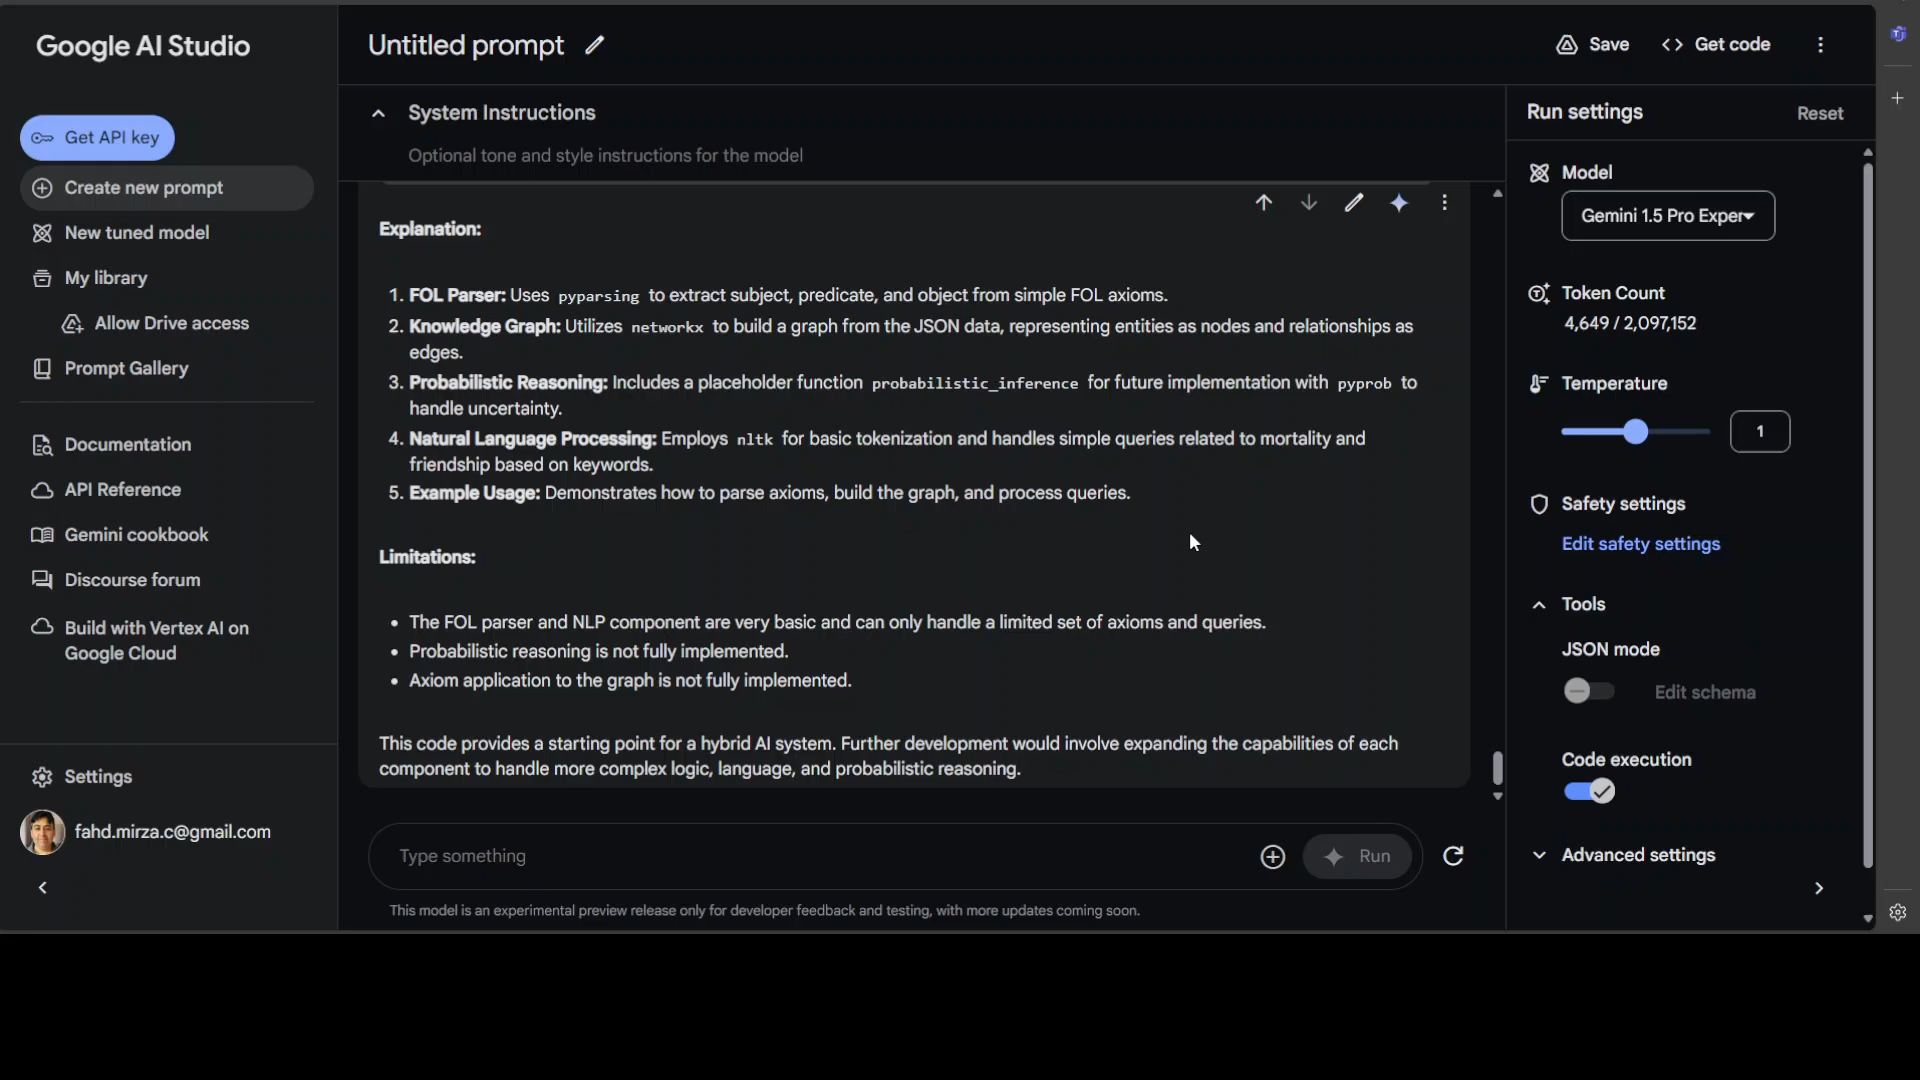 Google AI Studio
Get API key
Create new prompt
New tuned model
My library
Allow Drive access
Prompt Gallery
Documentation
API Reference
Gemini cookbook
Discourse forum
Build with Vertex AI on
Google Cloud
Settings
fahd.mirza.c@gmail.com
Untitled prompt
Save
<> Get code
System Instructions
Optional tone and style instructions for the model
Explanation:
1. FOL Parser: Uses pyparsing to extract subject, predicate, and object from simple FOL axioms.
2. Knowledge Graph: Utilizes networkx to build a graph from the JSON data, representing entities as nodes and relationships as
edges.
3. Probabilistic Reasoning: Includes a placeholder function probabilistic_inference for future implementation with pyprob to
handle uncertainty.
4. Natural Language Processing: Employs nltk for basic tokenization and handles simple queries related to mortality and
friendship based on keywords.
5. Example Usage: Demonstrates how to parse axioms, build the graph, and process queries.
Limitations:
• The FOL parser and NLP component are very basic and can only handle a limited set of axioms and queries.
• Probabilistic reasoning is not fully implemented.
• Axiom application to the graph is not fully implemented.
This code provides a starting point for a hybrid AI system. Further development would involve expanding the capabilities of each
component to handle more complex logic, language, and probabilistic reasoning.
Type something
Run
This model is an experimental preview release only for developer feedback and testing, with more updates coming soon.
Run settings
Reset
Model
Gemini 1.5 Pro Exper
Token Count
4,649 / 2,097,152
Temperature
1
Safety settings
Edit safety settings
Tools
JSON mode
Edit schema
Code execution
Advanced settings